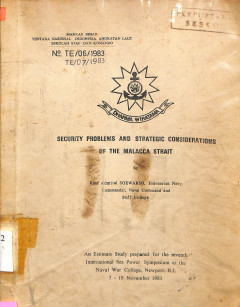 MARKAS BESAR
TENTARA NASIONAL INDONESIA ANGKATAN LAUT
SEKOLAH STAF DAN KOMANDO
No. TE/06/1983
TE/07/1983
DHARMA WIRATAMA
SECURITY PROBLEMS AND STRATEGIC CONSIDERATIONS
OF THE MALACCA STRAIT
by
Rear Admiral SOEWARSO, Indonesian Navy
Commandant, Naval Command and
Staff College
An Estimate Study prepared for the seventh
International Sea Power Symposium at the
Naval War College, Newport R.I.
7 - 10 November 1983
2